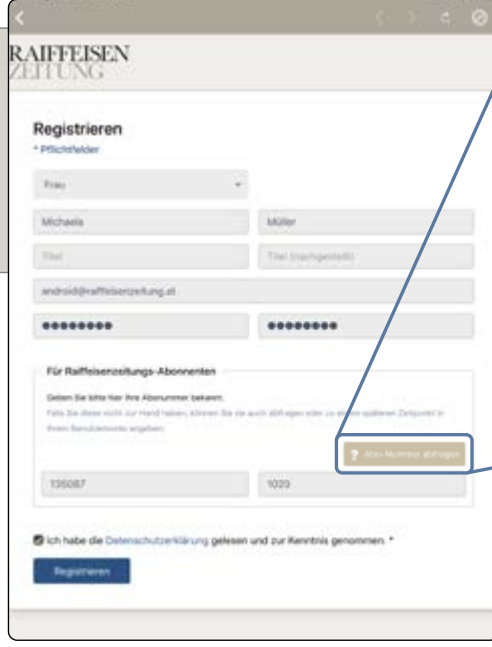 RAIFFEISEN
ZEITUNG
Registrieren
* Pflichtfelder
Frau
Michaela Müller
Titel Titel (nachgestellt)
android@raiffeisenzeitung.at
●●●●●●●● ●●●●●●●●
Für Raiffeisenzeitungs-Abonnenten
Geben Sie bitte hier Ihre Abonummer bekannt.
Falls Sie diese nicht zur Hand haben, können Sie sie auch abfragen oder zu einem späteren Zeitpunkt in
Ihrem Benutzerkonto angeben.
? Abo-Nummer abfragen
135087 1020
Ich habe die Datenschutzerklärung gelesen und zur Kenntnis genommen. *
Registrieren